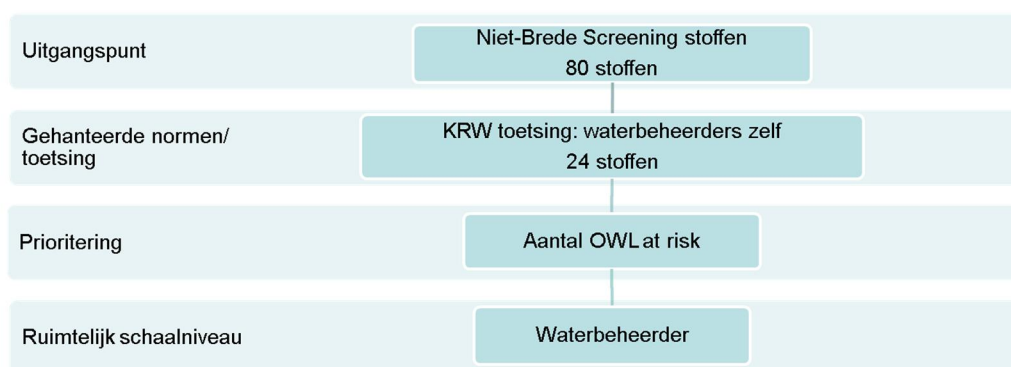 Uitgangspunt
Niet-Brede Screening stoffen
80 stoffen
Gehanteerde normen/
toetsing
KRW toetsing: waterbeheerders zelf
24 stoffen
Prioritering
Aantal OWL at risk
Ruimtelijk schaalniveau
Waterbeheerder